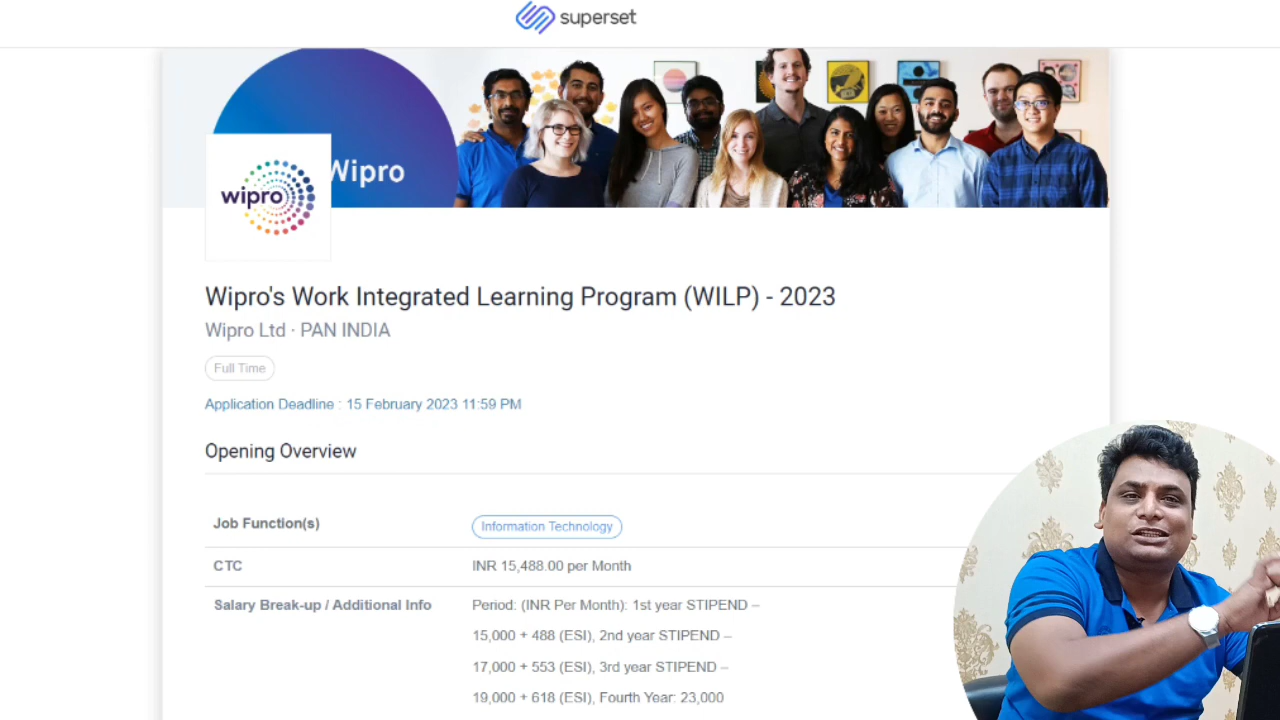 superset
Wipro
wipro
Wipro's Work Integrated Learning Program (WILP) - 2023
Wipro Ltd · PAN INDIA
Full Time
Application Deadline : 15 February 2023 11:59 PM
Opening Overview
Job Function(s)
Information Technology
CTC
INR 15,488.00 per Month
Salary Break-up / Additional Info
Period: (INR Per Month): 1st year STIPEND –
15,000 + 488 (ESI), 2nd year STIPEND –
17,000 + 553 (ESI), 3rd year STIPEND –
19,000 + 618 (ESI), Fourth Year: 23,000